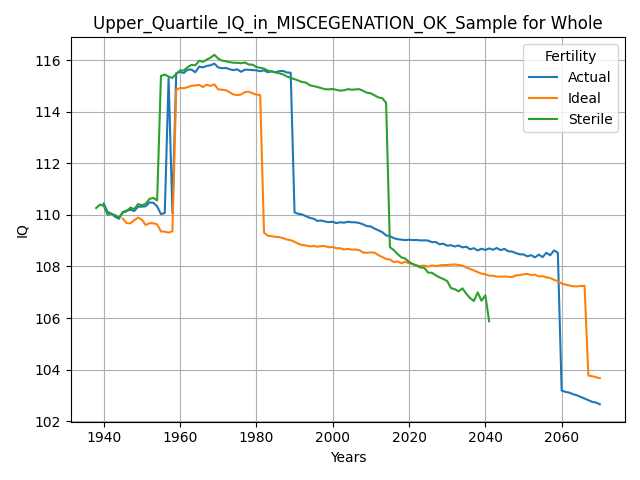 Upper_Quartile_IQ_in_MISCEGENATION_OK_Sample for Whole
Fertility
Actual
Ideal
Sterile
IQ
116
114
112
110
108
106
104
102
1940 1960 1980 2000 2020 2040 2060
Years